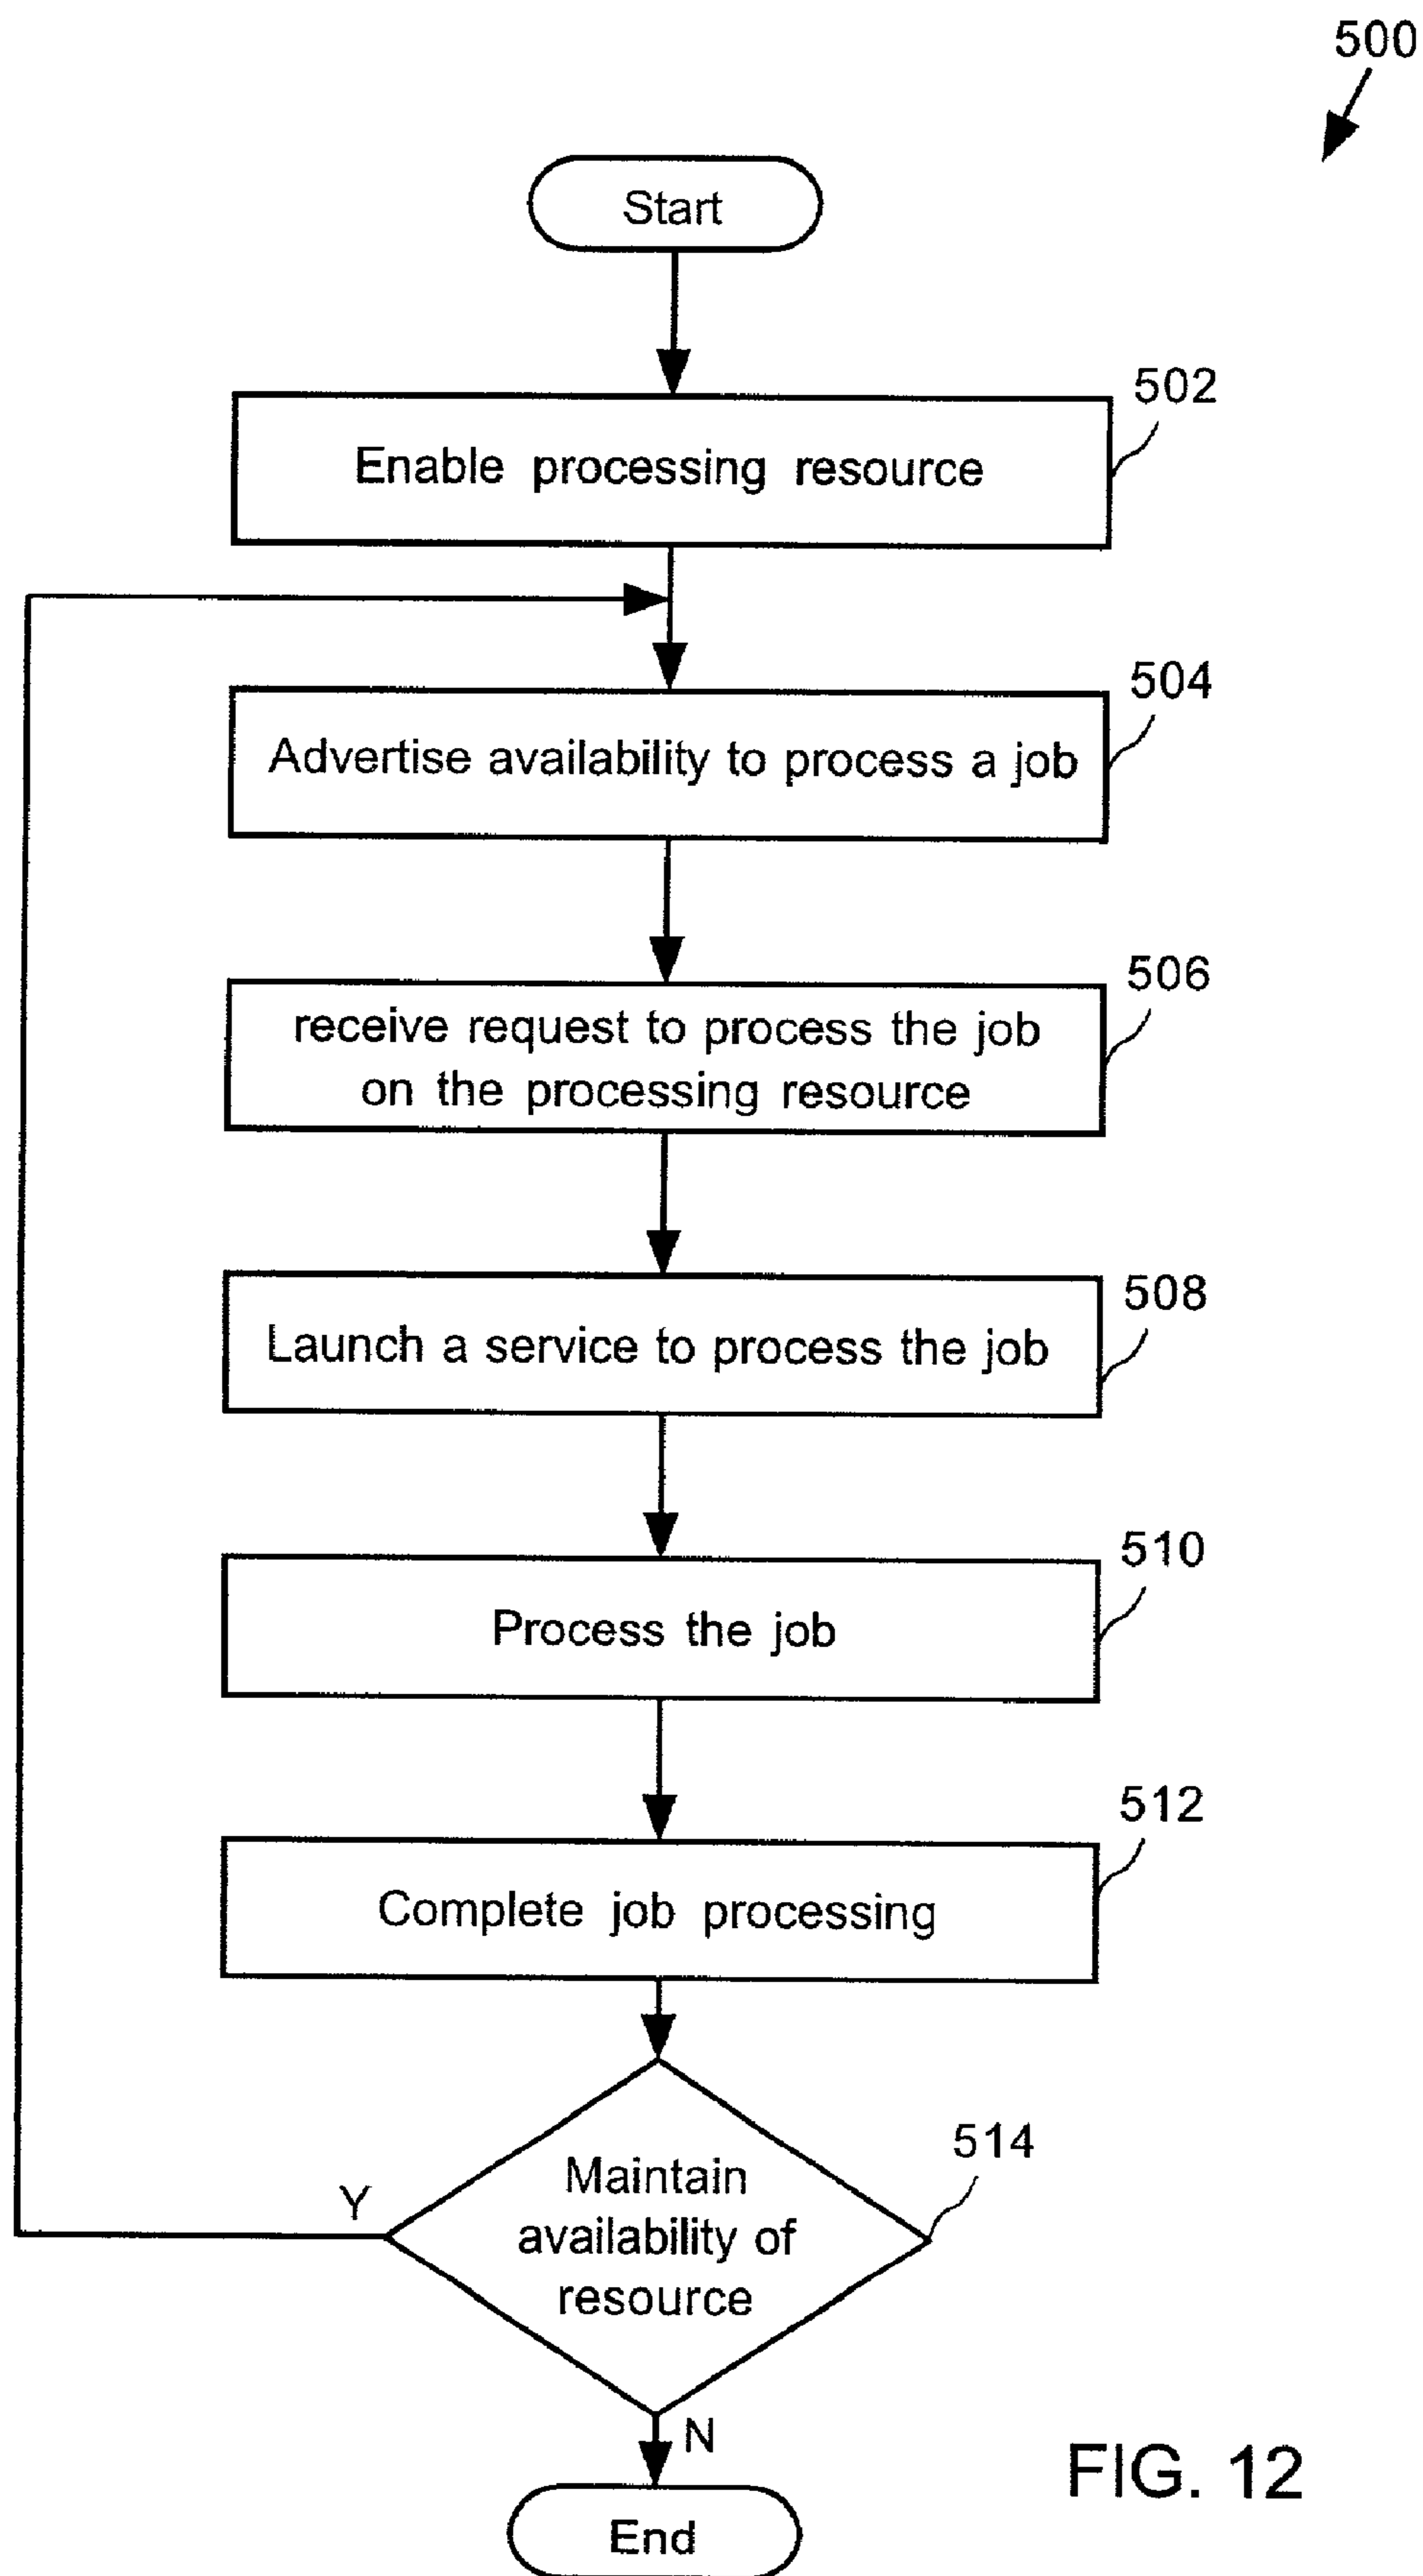 500
Start
502
Enable processing resource
504
Advertise availability to process a job
506
receive request to process the job
on the processing resource
508
Launch a service to process the job
510
Process the job
512
Complete job processing
514
Maintain
availability of
resource
Y
N
End
FIG. 12